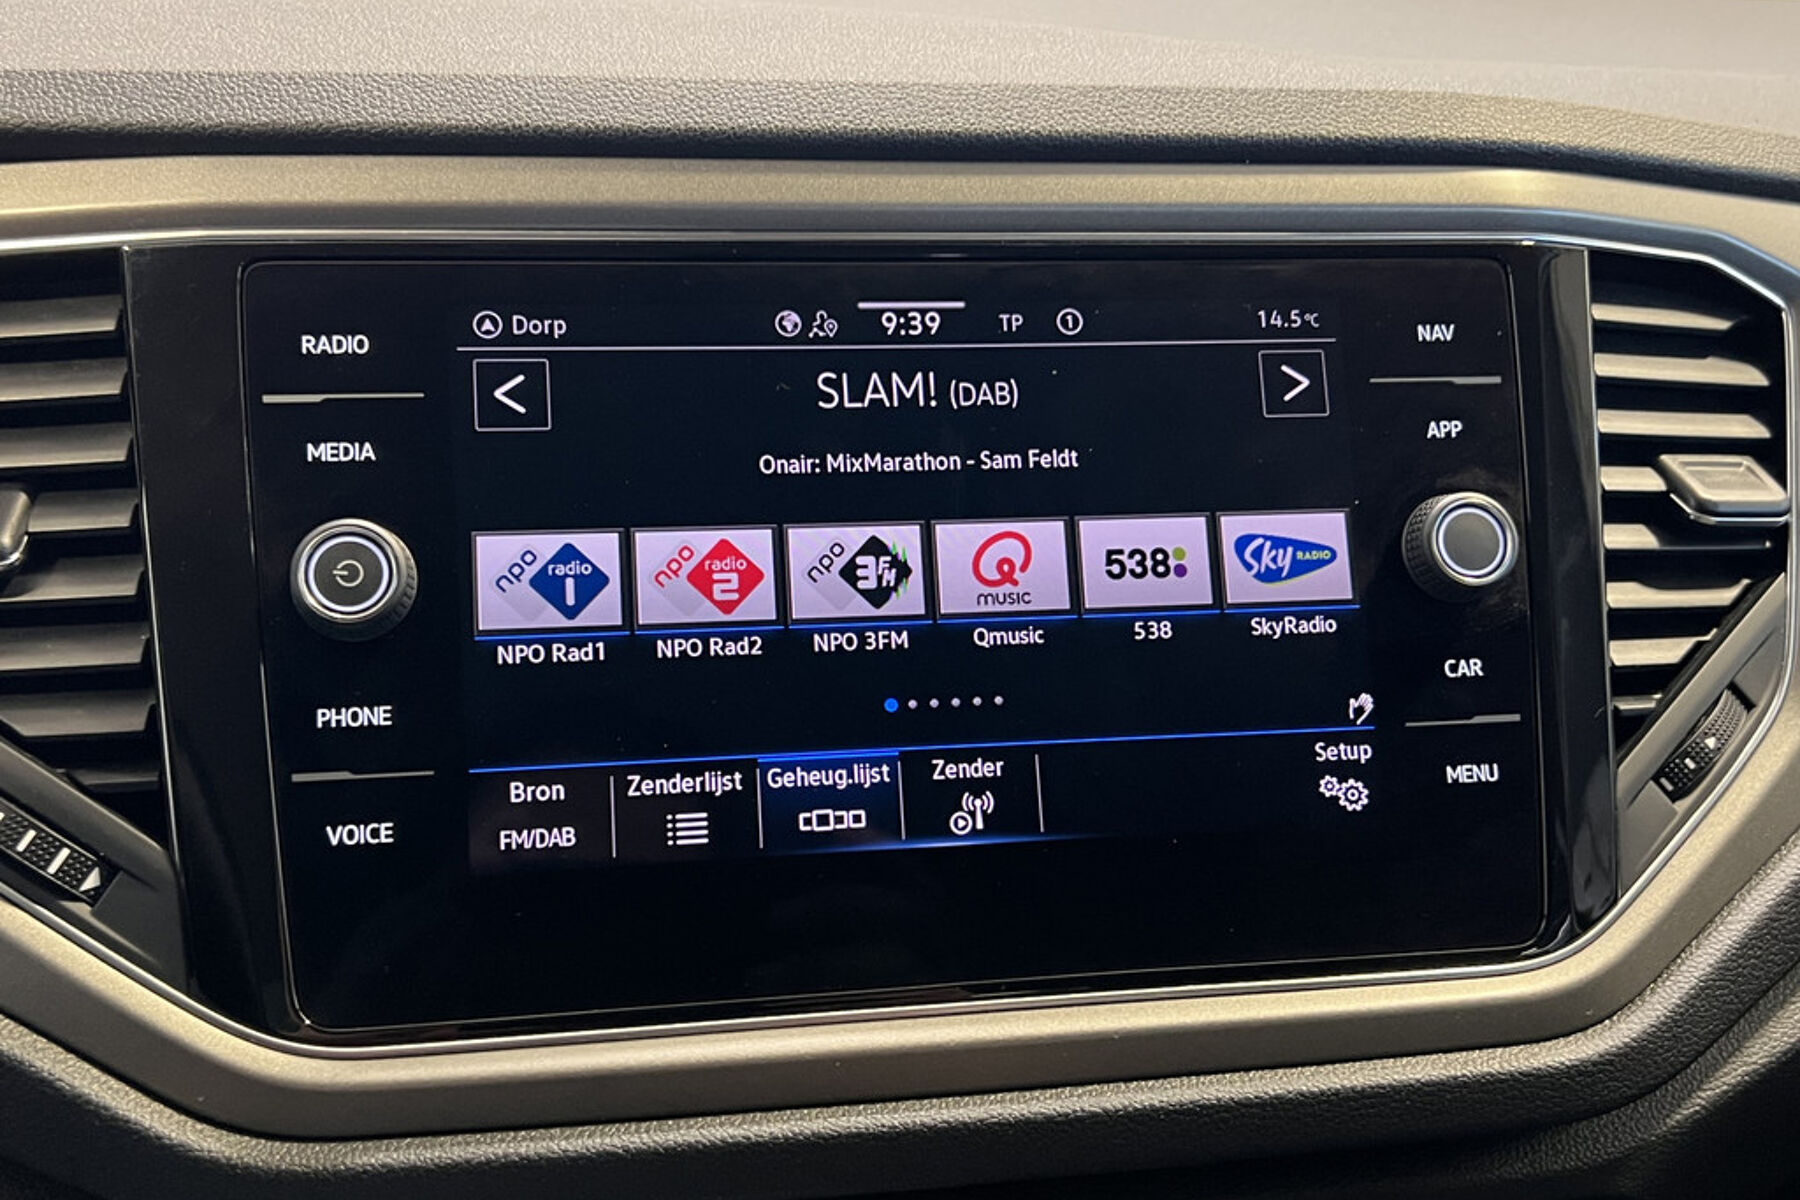 RADIO
MEDIA
PHONE
VOICE
Dorp
9:39
TP
1
14.5°C
SLAM! (DAB)
Onair: MixMarathon - Sam Feldt
npo radio 1
npo radio 2
npo 3FM
Q MUSIC
538
Sky RADIO
NPO Rad1
NPO Rad2
NPO 3FM
Qmusic
538
SkyRadio
Bron
FM/DAB
Zenderlijst
Geheug.lijst
Zender
Setup
NAV
APP
CAR
MENU